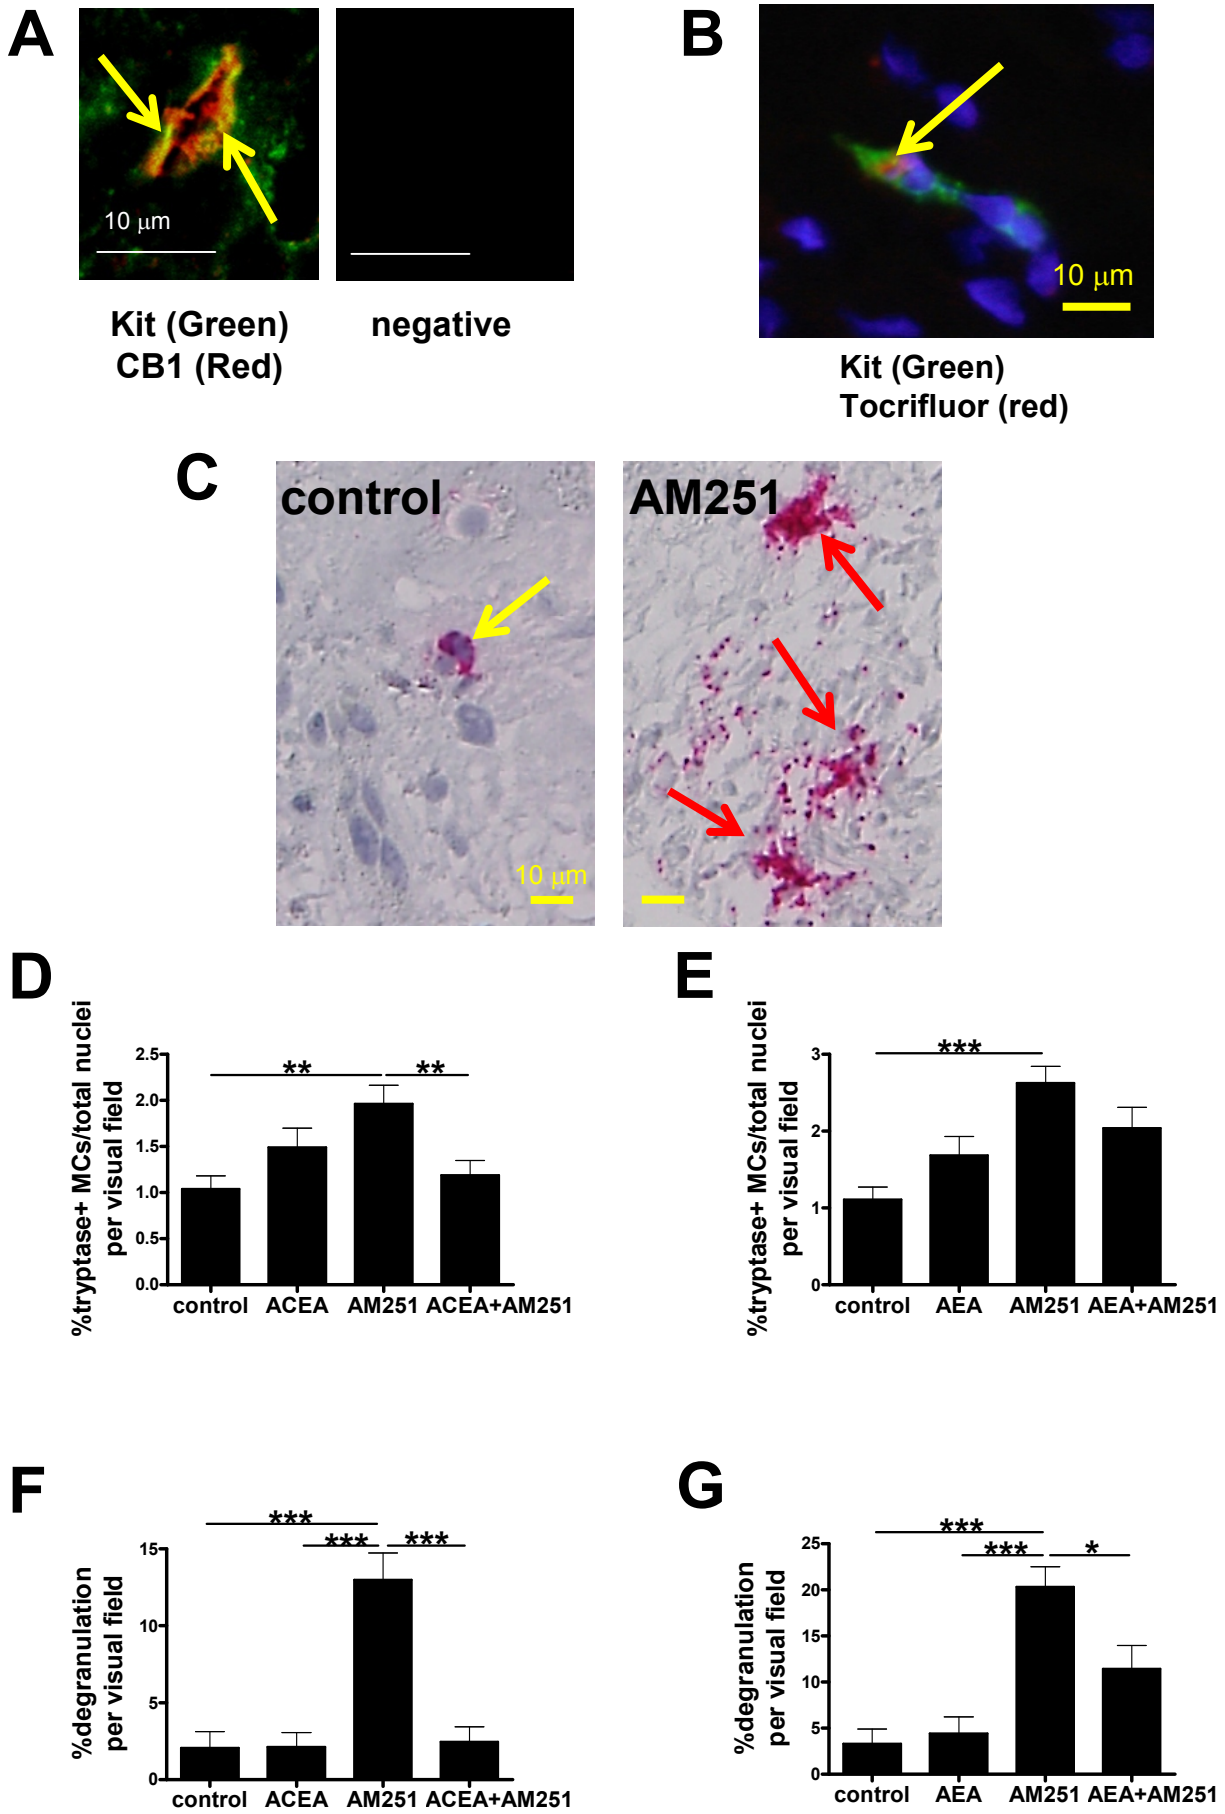 A
B
10 μm
10 μm
Kit (Green)
CB1 (Red)
negative
Kit (Green)
Tocrifluor (red)
C
control
AM251
10 μm
D
%tryptase+ MCs/total nuclei
per visual field
2.5
2.0
1.5
1.0
0.5
0.0
**
**
control ACEA AM251 ACEA+AM251
E
%tryptase+ MCs/total nuclei
per visual field
3
2
1
0
***
control AEA AM251 AEA+AM251
F
%degranulation
per visual field
15
10
5
0
***
*** ***
control ACEA AM251 ACEA+AM251
G
%degranulation
per visual field
25
20
15
10
5
0
***
*** *
control AEA AM251 AEA+AM251